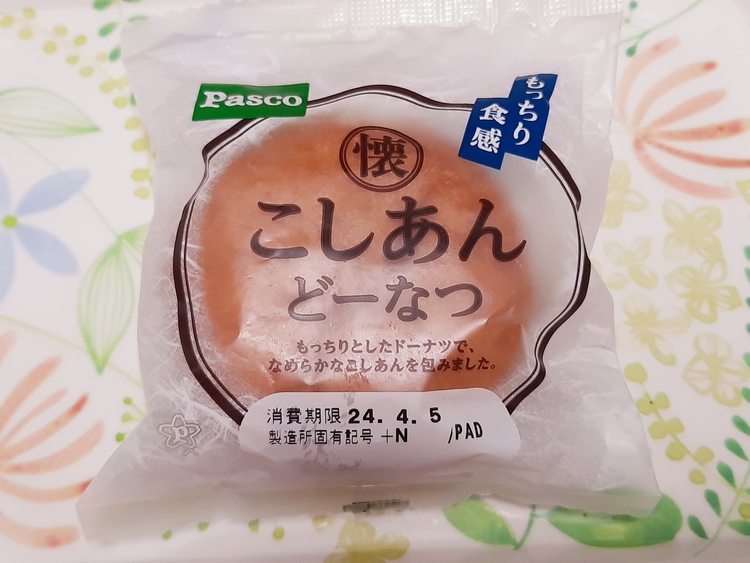 Pasco
もっちり
食感
懐
こしあん
どーなつ
もっちりとしたドーナツで、
なめらかなこしあんを包みました。
消費期限 24. 4. 5
製造所固有記号 +N /PAD
P